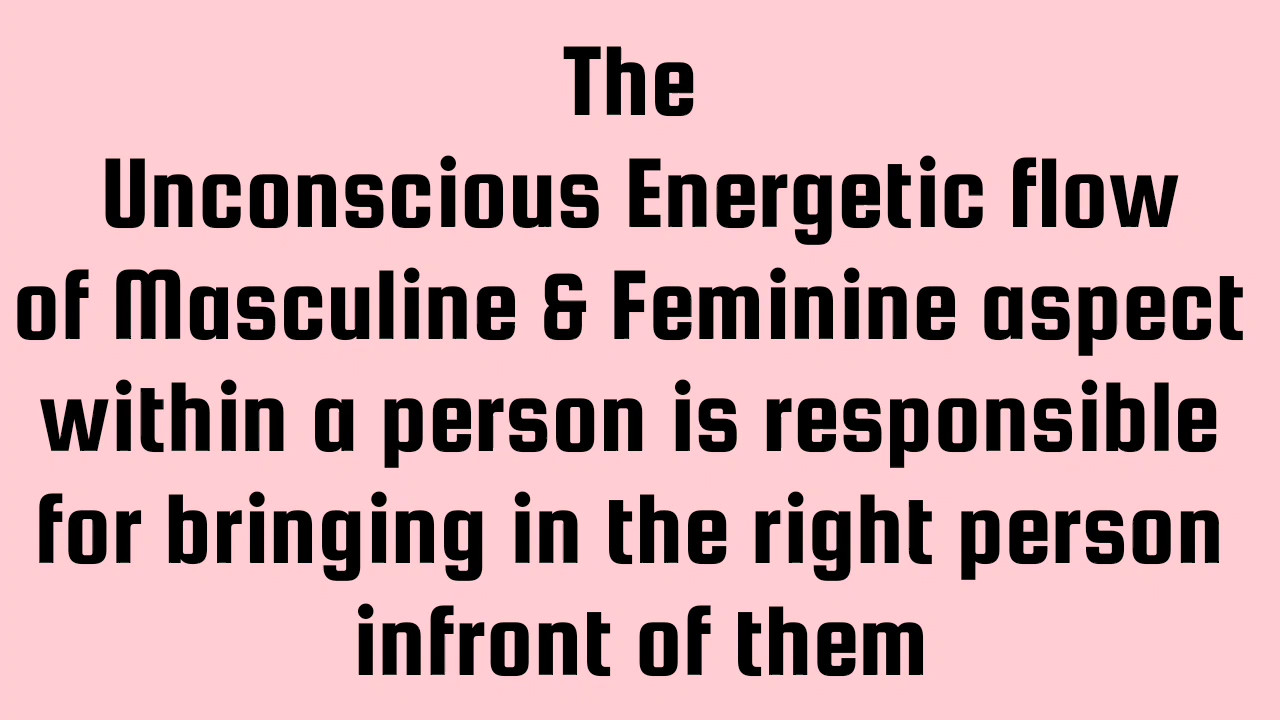 The
Unconscious Energetic flow
of Masculine & Feminine aspect
within a person is responsible
for bringing in the right person
infront of them